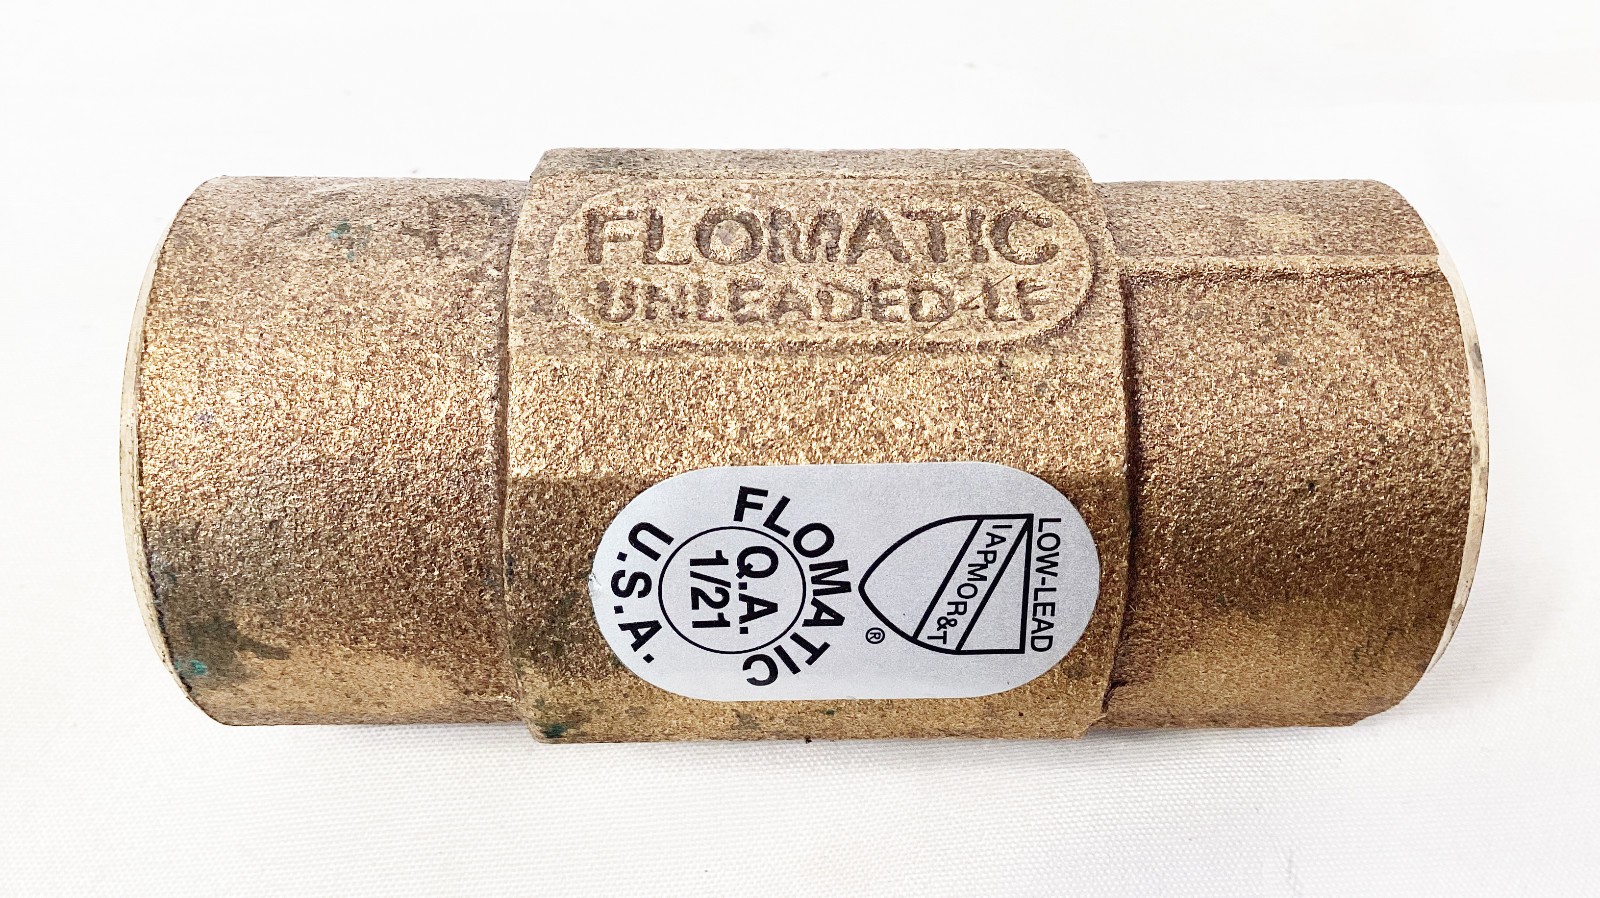 FLOMATIC
UNLEADED-LF
FLOMATIC
Q.A.
1/21
U.S.A.
LOW-LEAD
IAPMOR&T
®